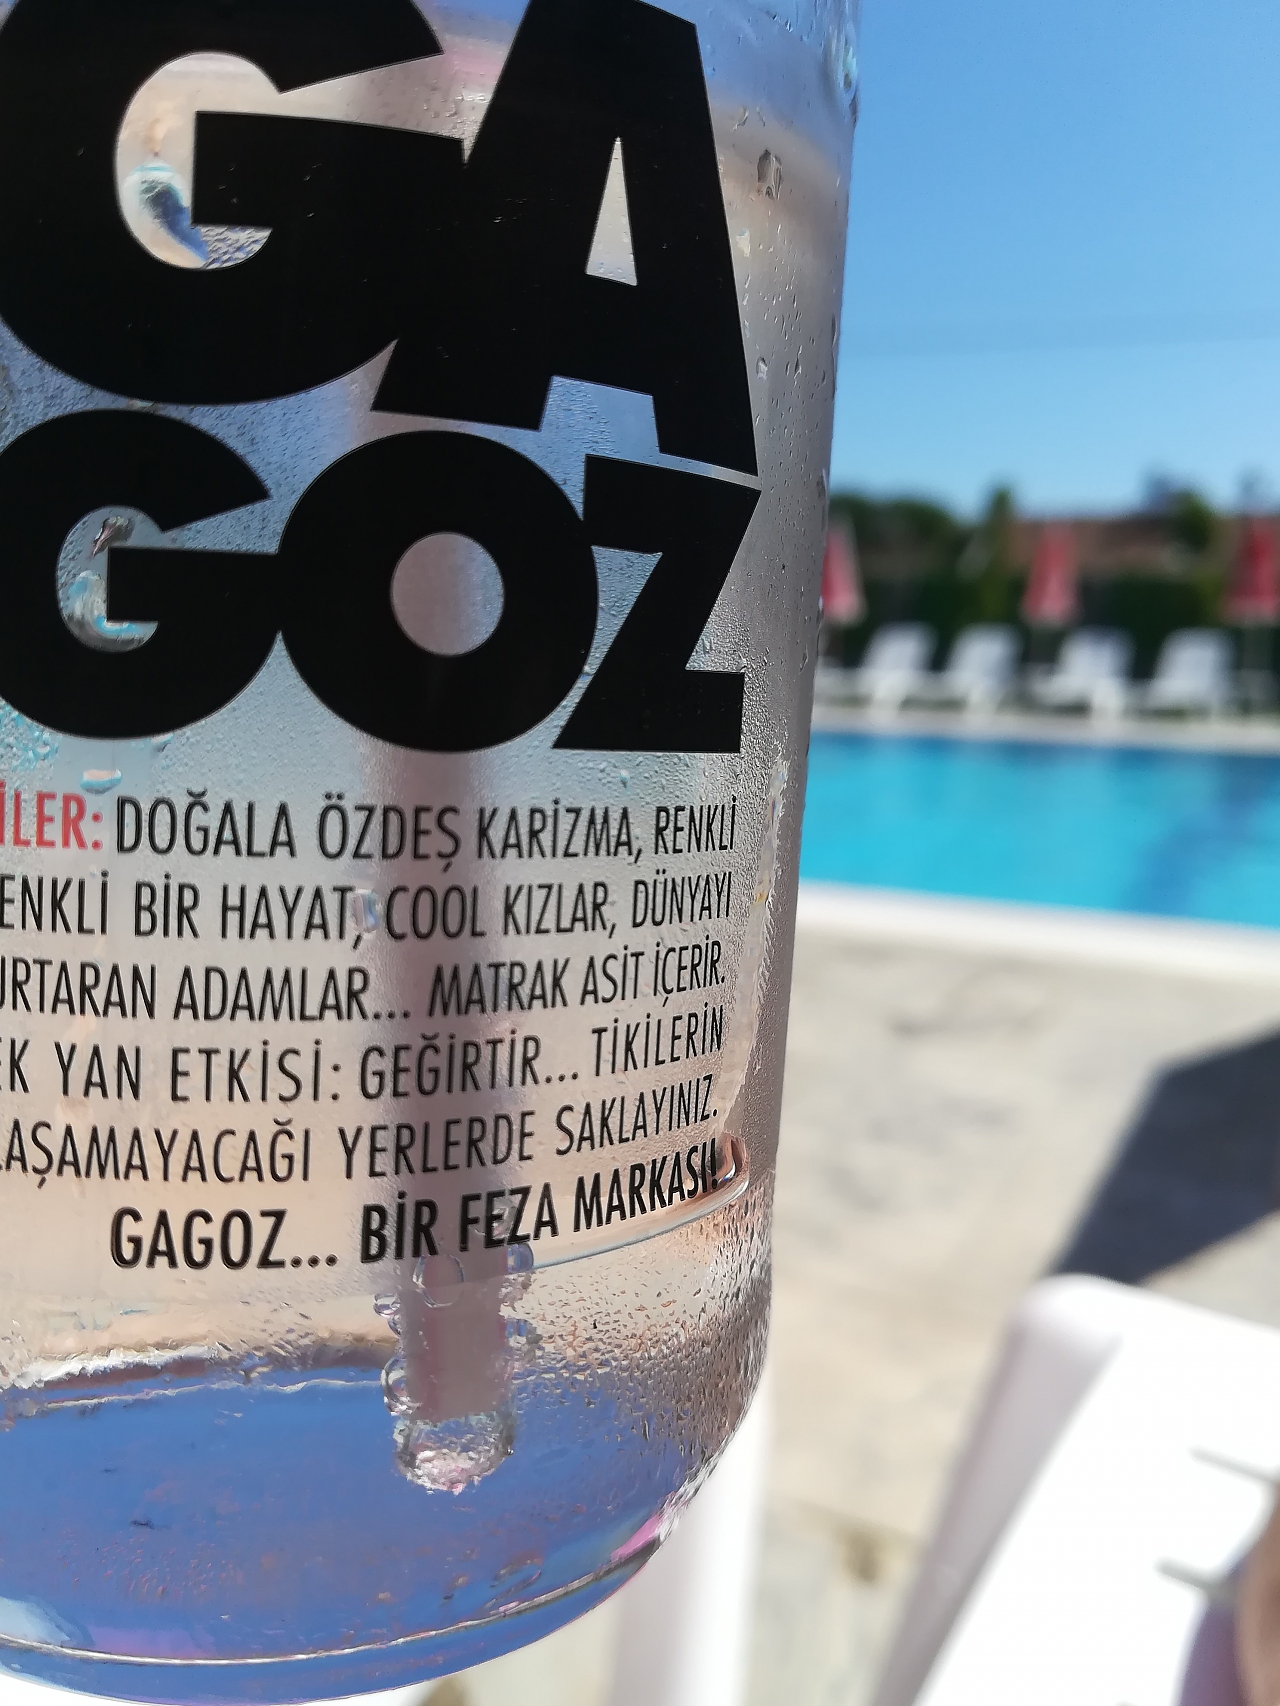 GA
GOZ
İLER: DOĞALA ÖZDEŞ KARİZMA, RENKLİ
ENKLİ BİR HAYAT, COOL KIZLAR, DÜNYAYI
URTARAN ADAMLAR... MATRAK ASİT İÇERİR.
EK YAN ETKİSİ: GEĞİRTİR... TİKİLERİN
LAŞAMAYACAĞI YERLERDE SAKLAYINIZ.
GAGOZ... BİR FEZA MARKASI!